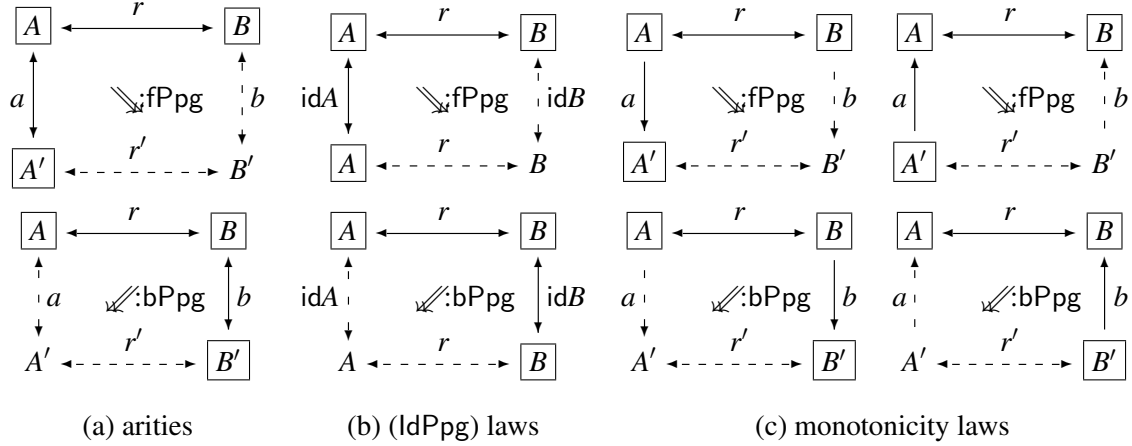 r r r r
A B A B A B A B
a :fPpg b idA :fPpg idB a :fPpg b a :fPpg b
r′ r r′ r′
A′ B′ A B A′ B′ A′ B′
r r r r
A B A B A B A B
a :bPpg b idA :bPpg idB a :bPpg b a :bPpg b
r′ r r′ r′
A′ B′ A B A′ B′ A′ B′
(a) arities (b) (IdPpg) laws (c) monotonicity laws